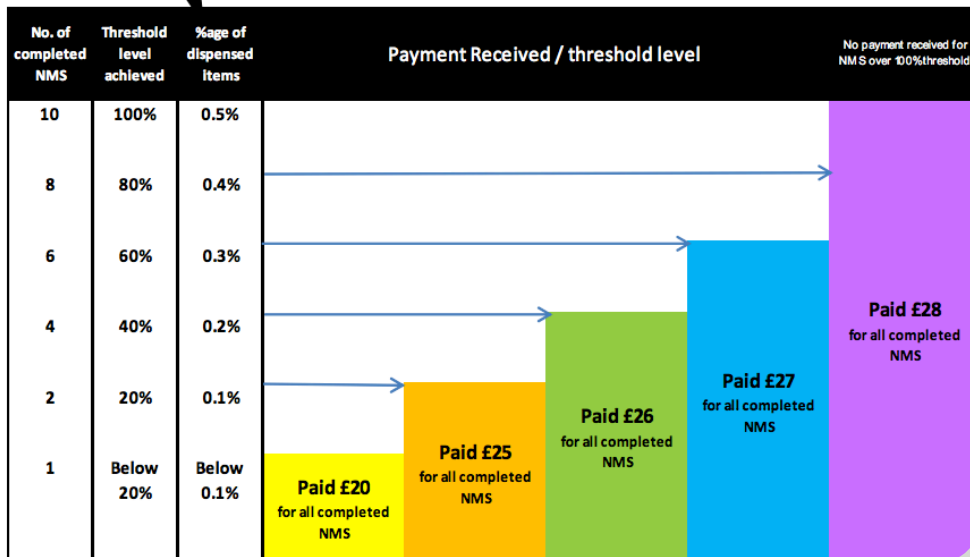 No. of
completed
NMS
Threshold
level
achieved
%age of
dispensed
items
Payment Received / threshold level
No payment received for
NMS over 100%threshold
10 100% 0.5%
8 80% 0.4%
6 60% 0.3%
4 40% 0.2%
2 20% 0.1%
1 Below Below
20% 0.1%
Paid £20
for all completed
NMS
Paid £25
for all completed
NMS
Paid £26
for all completed
NMS
Paid £27
for all completed
NMS
Paid £28
for all completed
NMS